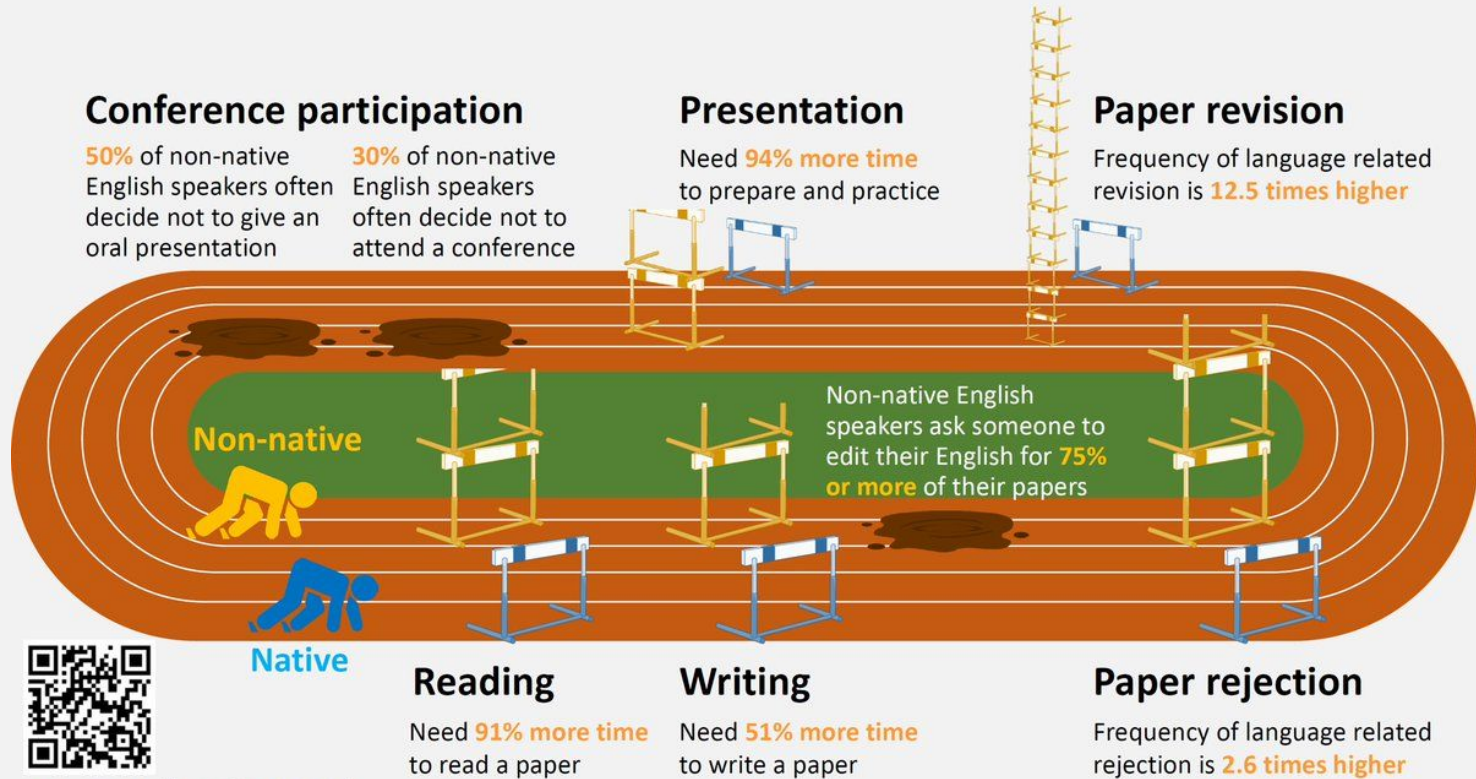 Conference participation
50% of non-native
English speakers often
decide not to give an
oral presentation
30% of non-native
English speakers
often decide not to
attend a conference
Presentation
Need 94% more time
to prepare and practice
Paper revision
Frequency of language related
revision is 12.5 times higher
Non-native English
speakers ask someone to
edit their English for 75%
or more of their papers
Non-native
Native
Reading
Need 91% more time
to read a paper
Writing
Need 51% more time
to write a paper
Paper rejection
Frequency of language related
rejection is 2.6 times higher